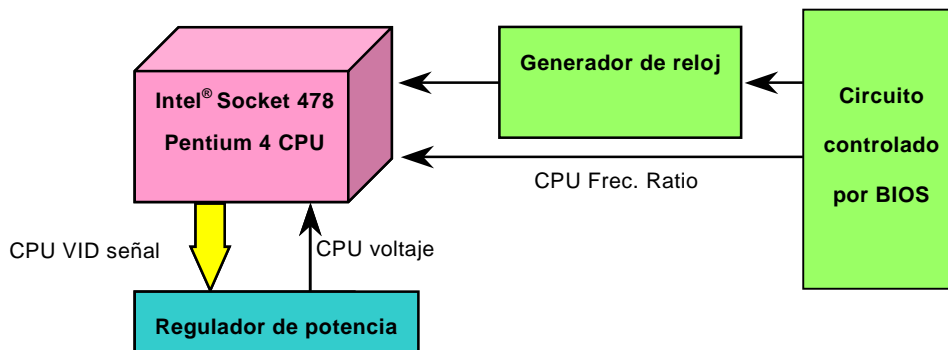 Generador de reloj
Intel® Socket 478
Pentium 4 CPU
Circuito
controlado
por BIOS
CPU Frec. Ratio
CPU VID señal
CPU voltaje
Regulador de potencia